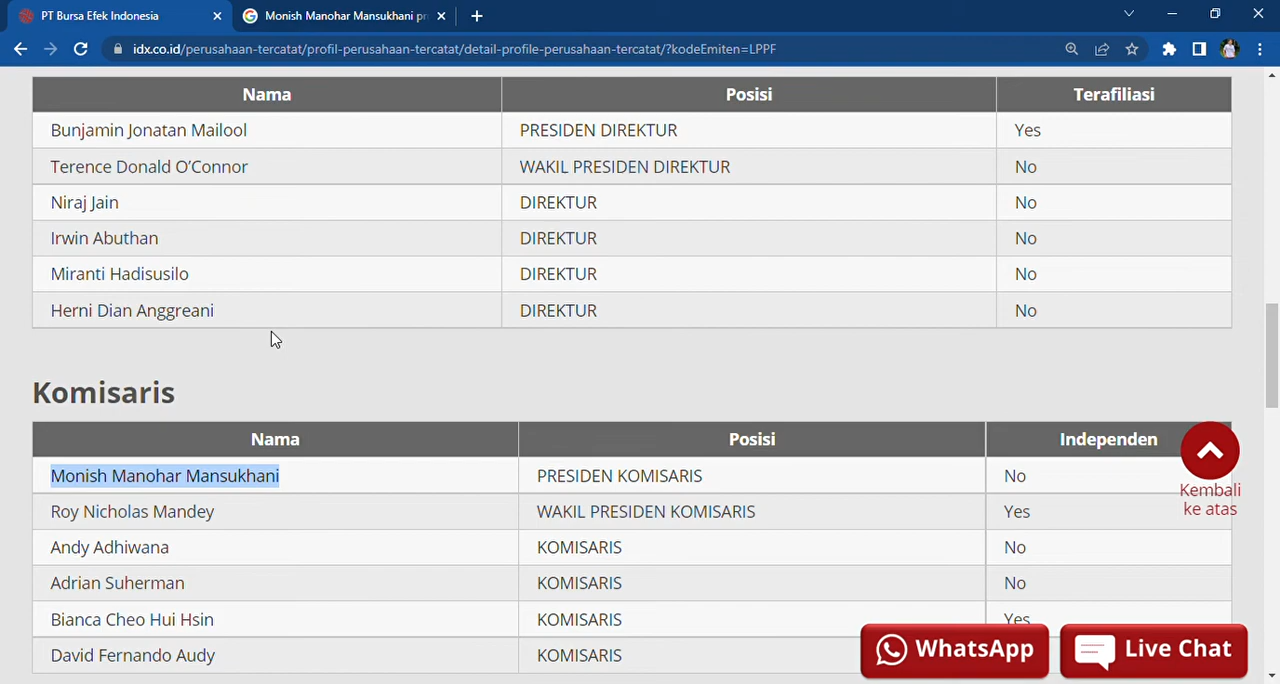 PT Bursa Efek Indonesia
Monish Manohar Mansukhani pr
idx.co.id/perusahaan-tercatat/profil-perusahaan-tercatat/detail-profile-perusahaan-tercatat/?kodeEmiten=LPPF
Nama Posisi Terafiliasi
Bunjamin Jonatan Mailool PRESIDEN DIREKTUR Yes
Terence Donald O’Connor WAKIL PRESIDEN DIREKTUR No
Niraj Jain DIREKTUR No
Irwin Abuthan DIREKTUR No
Miranti Hadisusilo DIREKTUR No
Herni Dian Anggreani DIREKTUR No
Komisaris
Nama Posisi Independen
Monish Manohar Mansukhani PRESIDEN KOMISARIS No
Roy Nicholas Mandey WAKIL PRESIDEN KOMISARIS Yes
Andy Adhiwana KOMISARIS No
Adrian Suherman KOMISARIS No
Bianca Cheo Hui Hsin KOMISARIS Yes
David Fernando Audy KOMISARIS
Kembali
ke atas
WhatsApp
Live Chat